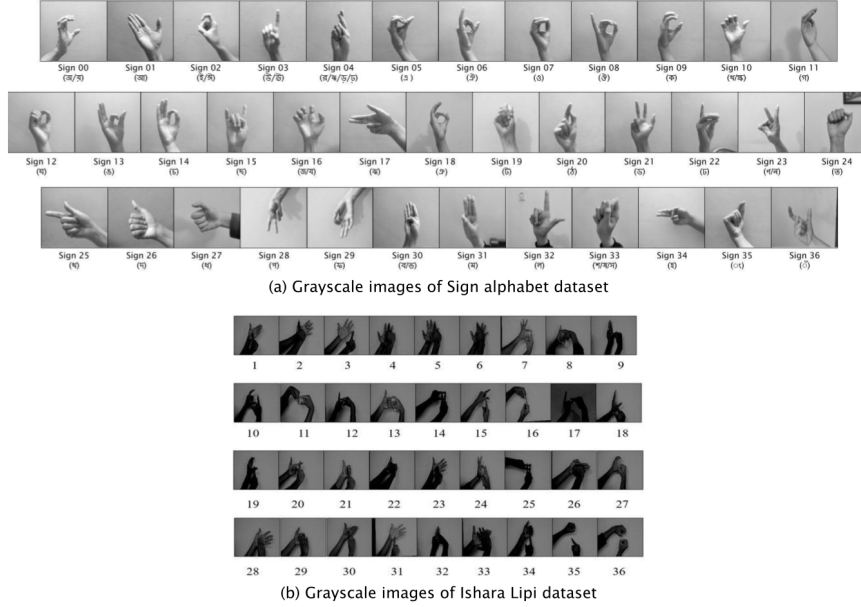 Sign 00 Sign 01 Sign 02 Sign 03 Sign 04 Sign 05 Sign 06 Sign 07 Sign 08 Sign 09 Sign 10 Sign 11
(অ/য়) (আ) (ই/ঈ) (উ/ঊ) (র/ঋ/ড়/ঢ়) (এ) (ঐ) (ও) (ঔ) (ক) (খ/ক্ষ) (গ)
Sign 12 Sign 13 Sign 14 Sign 15 Sign 16 Sign 17 Sign 18 Sign 19 Sign 20 Sign 21 Sign 22 Sign 23 Sign 24
(ঘ) (ঙ) (চ) (ছ) (জ/য) (ঝ) (ঞ) (ট) (ঠ) (ড) (ঢ) (ণ/ন) (ত)
Sign 25 Sign 26 Sign 27 Sign 28 Sign 29 Sign 30 Sign 31 Sign 32 Sign 33 Sign 34 Sign 35 Sign 36
(থ) (দ) (ধ) (প) (ফ) (ব/ভ) (ম) (ল) (শ/ষ/স) (হ) (ং) (ঁ)
(a) Grayscale images of Sign alphabet dataset
1 2 3 4 5 6 7 8 9
10 11 12 13 14 15 16 17 18
19 20 21 22 23 24 25 26 27
28 29 30 31 32 33 34 35 36
(b) Grayscale images of Ishara Lipi dataset